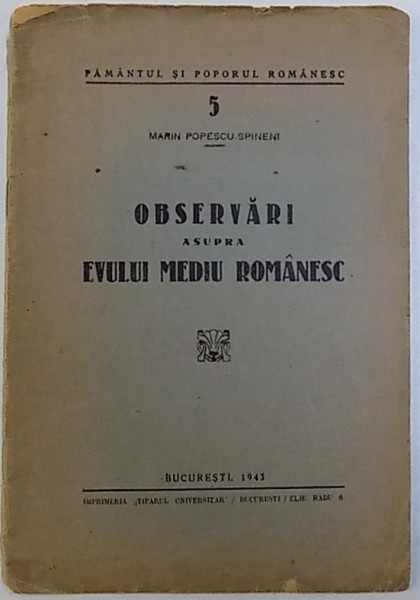 PĂMÂNTUL ȘI POPORUL ROMÂNESC
5
MARIN POPESCU-SPINENI
OBSERVĂRI
ASUPRA
EVULUI MEDIU ROMÂNESC
BUCUREȘTI, 1943
IMPRIMERIA „TIPARUL UNIVERSITAR" / BUCUREȘTI / ELIE RADU 6